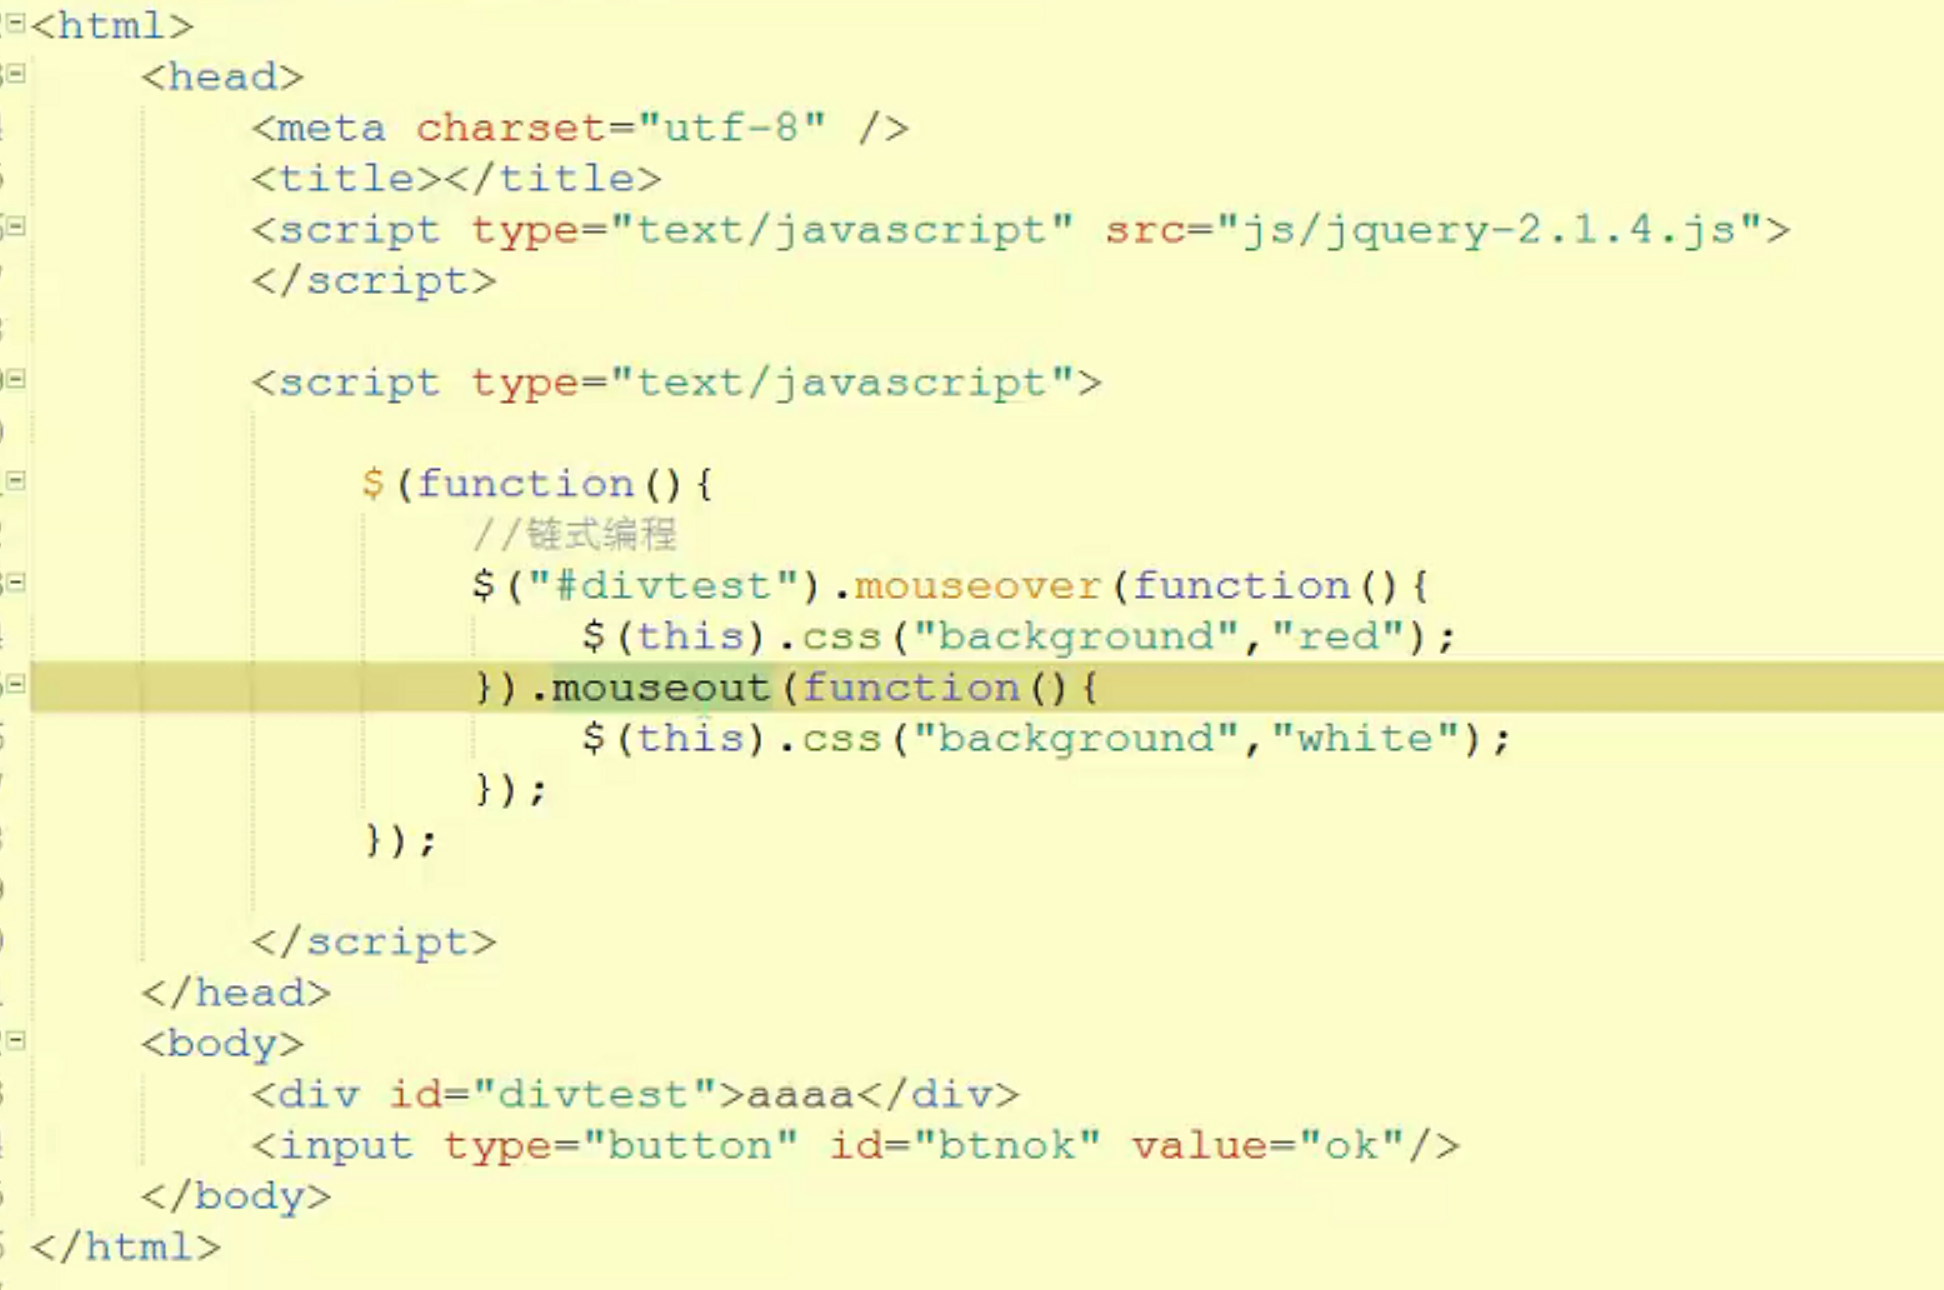 <html>
<head>
<meta charset="utf-8" />
<title></title>
<script type="text/javascript" src="js/jquery-2.1.4.js">
</script>
<script type="text/javascript">
$(function(){
//链式编程
$("#divtest").mouseover(function(){
$(this).css("background","red");
}).mouseout(function(){
$(this).css("background","white");
});
});
</script>
</head>
<body>
<div id="divtest">aaaa</div>
<input type="button" id="btnok" value="ok"/>
</body>
</html>